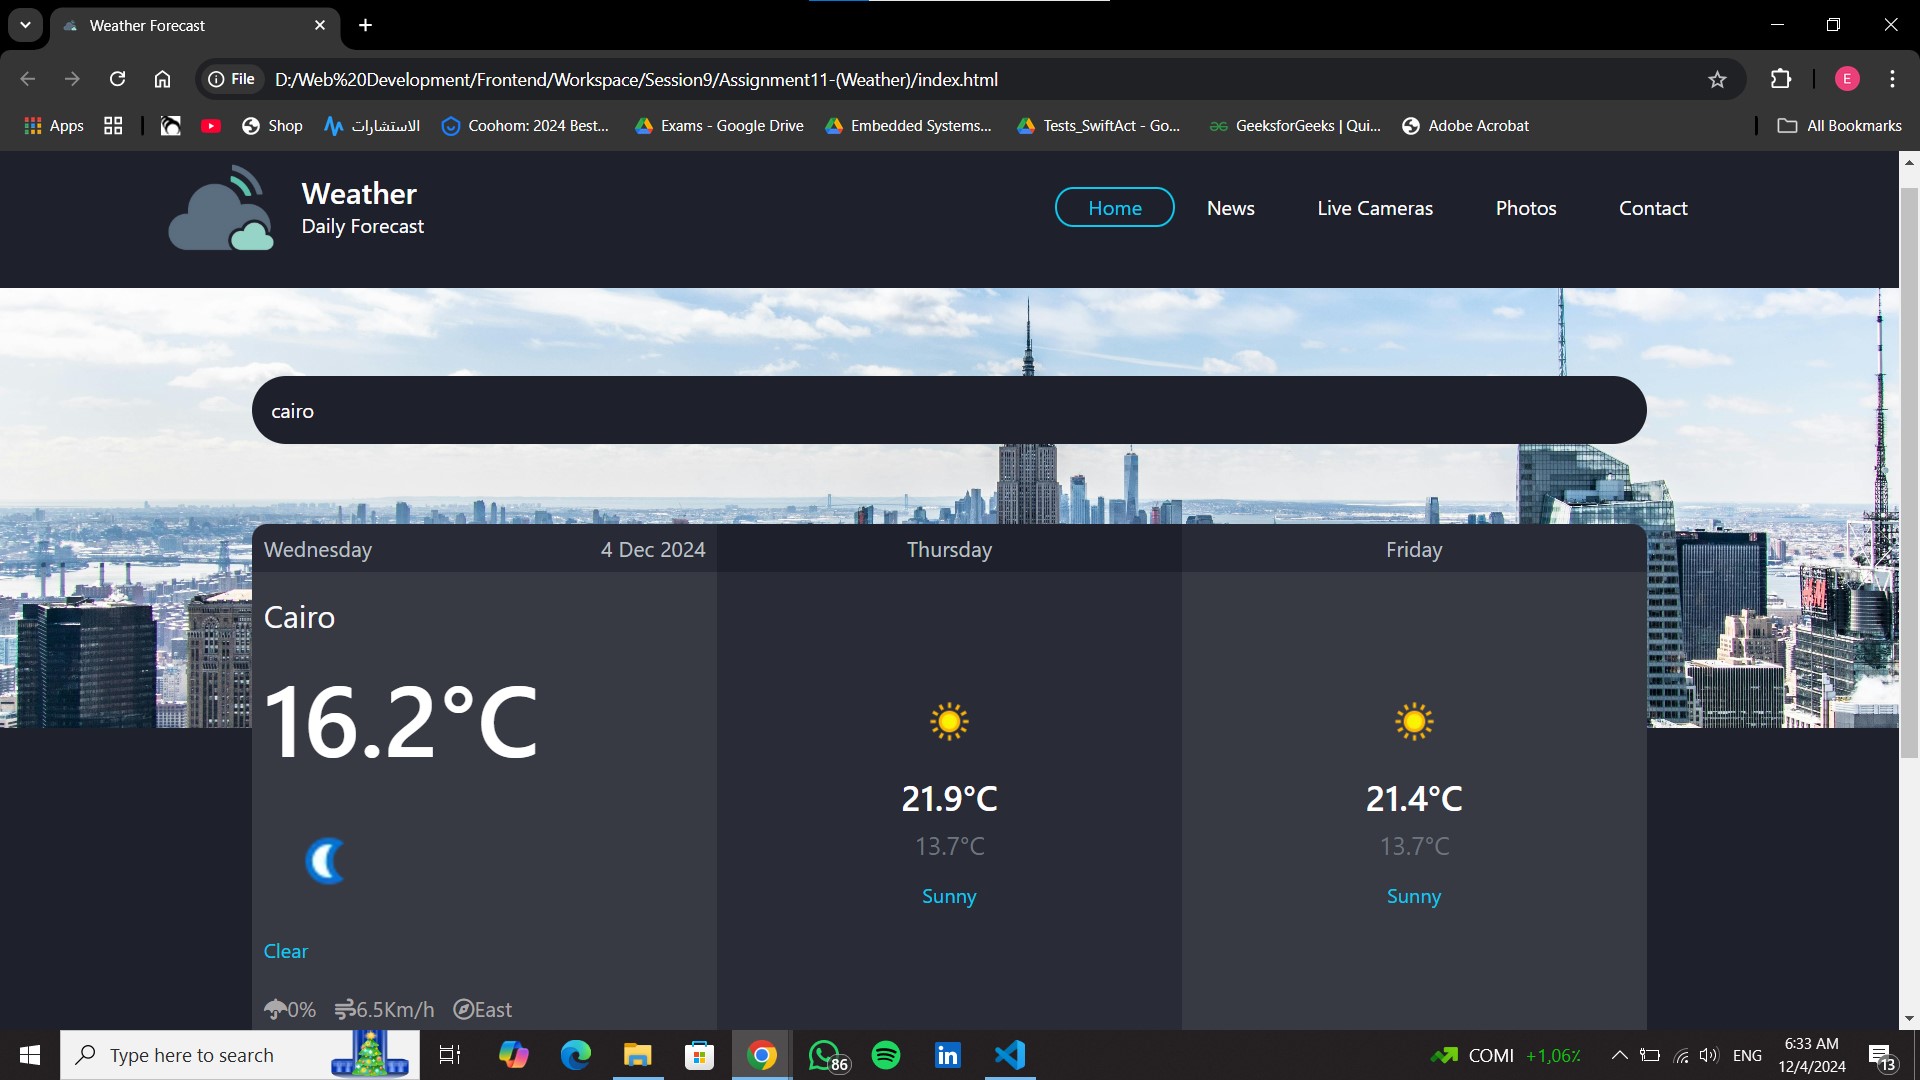 Weather Forecast
File
D:/Web%20Development/Frontend/Workspace/Session9/Assignment11-(Weather)/index.html
E
Apps
Shop
الاستشارات
Coohom: 2024 Best...
Exams - Google Drive
Embedded Systems...
Tests_SwiftAct - Go...
GeeksforGeeks | Qui...
Adobe Acrobat
All Bookmarks
Weather
Daily Forecast
Home
News
Live Cameras
Photos
Contact
cairo
Wednesday
4 Dec 2024
Thursday
Friday
Cairo
16.2°C
21.9°C
21.4°C
13.7°C
13.7°C
Sunny
Sunny
Clear
0%
6.5Km/h
East
Type here to search
86
COMI +1,06%
ENG
6:33 AM
12/4/2024
13